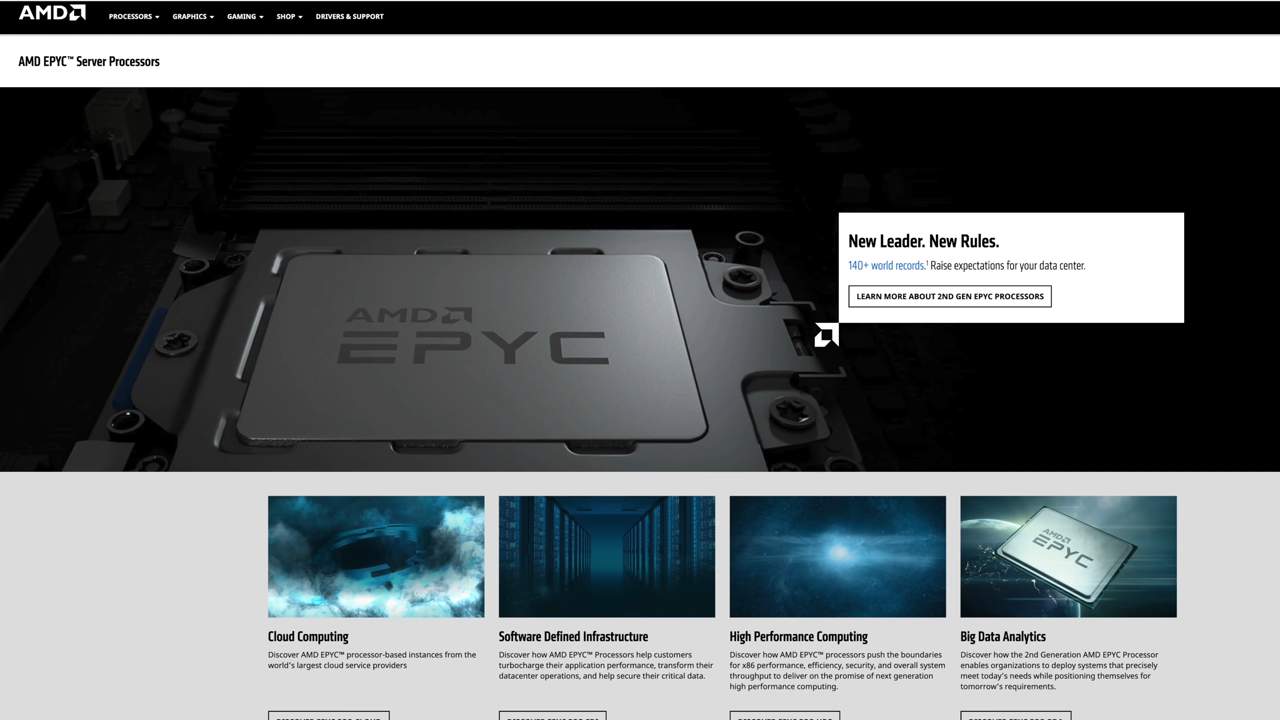 AMD
PROCESSORS GRAPHICS GAMING SHOP DRIVERS & SUPPORT
AMD EPYC™ Server Processors
AMD
EPYC
New Leader. New Rules.
140+ world records.¹ Raise expectations for your data center.
LEARN MORE ABOUT 2ND GEN EPYC PROCESSORS
AMD
EPYC
Cloud Computing
Discover AMD EPYC™ processor-based instances from the
world's largest cloud service providers
Software Defined Infrastructure
Discover how AMD EPYC™ Processors help customers
turbocharge their application performance, transform their
datacenter operations, and help secure their critical data.
High Performance Computing
Discover how AMD EPYC™ processors push the boundaries
for x86 performance, efficiency, security, and overall system
throughput to deliver on the promise of next generation
high performance computing.
Big Data Analytics
Discover how the 2nd Generation AMD EPYC Processor
enables organizations to deploy systems that precisely
meet today's needs while positioning themselves for
tomorrow's requirements.